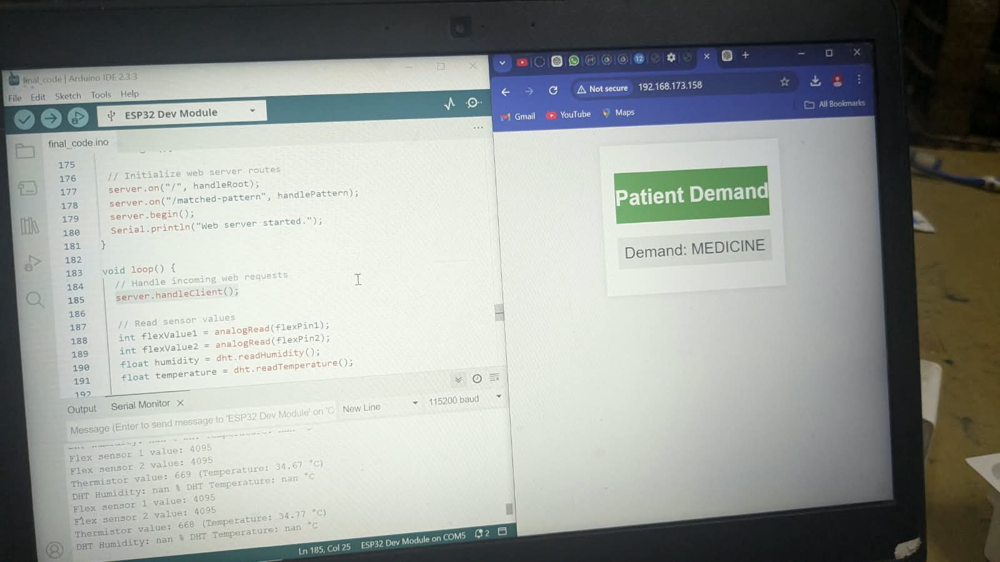 final_code | Arduino IDE 2.3.3
File Edit Sketch Tools Help
ESP32 Dev Module
final_code.ino
175
176 // Initialize web server routes
177 server.on("/", handleRoot);
178 server.on("/matched-pattern", handlePattern);
179 server.begin();
180 Serial.println("Web server started.");
181 }
182
183 void loop() {
184 // Handle incoming web requests
185 server.handleClient();
186
187 // Read sensor values
188 int flexValue1 = analogRead(flexPin1);
189 int flexValue2 = analogRead(flexPin2);
190 float humidity = dht.readHumidity();
191 float temperature = dht.readTemperature();
192
Output Serial Monitor
Message (Enter to send message to 'ESP32 Dev Module' on 'C
New Line
115200 baud
Flex sensor 1 value: 4095
Flex sensor 2 value: 4095
Thermistor value: 669 (Temperature: 34.67 °C)
DHT Humidity: nan % DHT Temperature: nan °C
Flex sensor 1 value: 4095
Flex sensor 2 value: 4095
Thermistor value: 668 (Temperature: 34.77 °C)
DHT Humidity: nan % DHT Temperature: nan °C
Ln 185, Col 25 ESP32 Dev Module on COM5 2
12
Not secure 192.168.173.158
Gmail YouTube Maps All Bookmarks
Patient Demand
Demand: MEDICINE